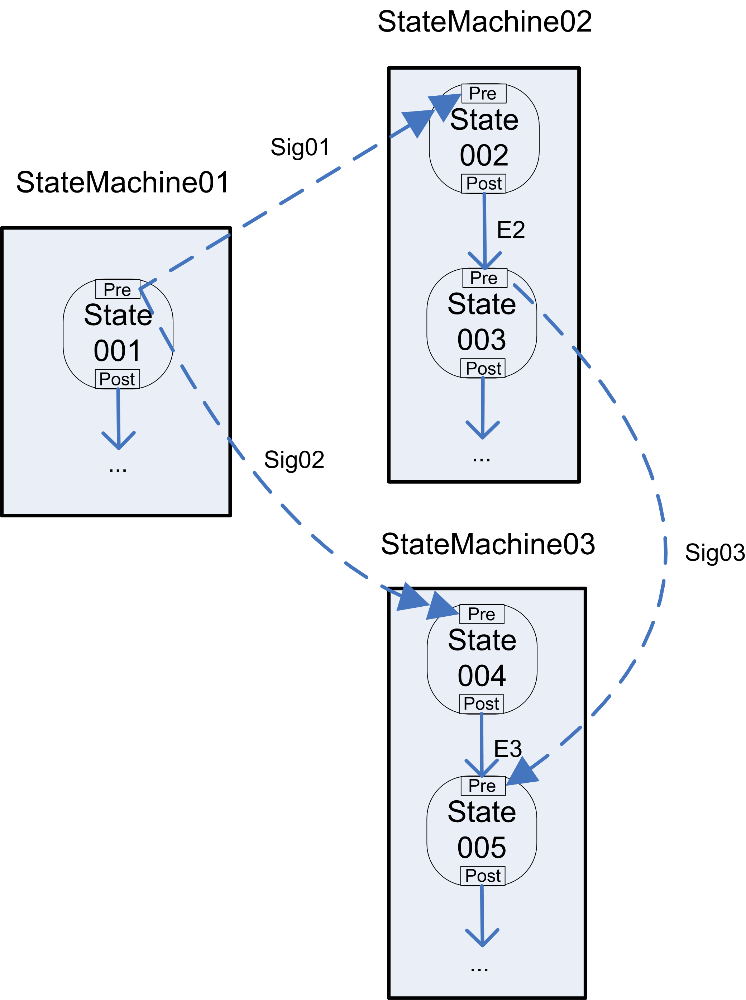 StateMachine02
Pre
State
002
Post
Sig01
E2
Pre
State
003
Post
...
StateMachine01
Pre
State
001
Post
...
Sig02
Sig03
StateMachine03
Pre
State
004
Post
E3
Pre
State
005
Post
...